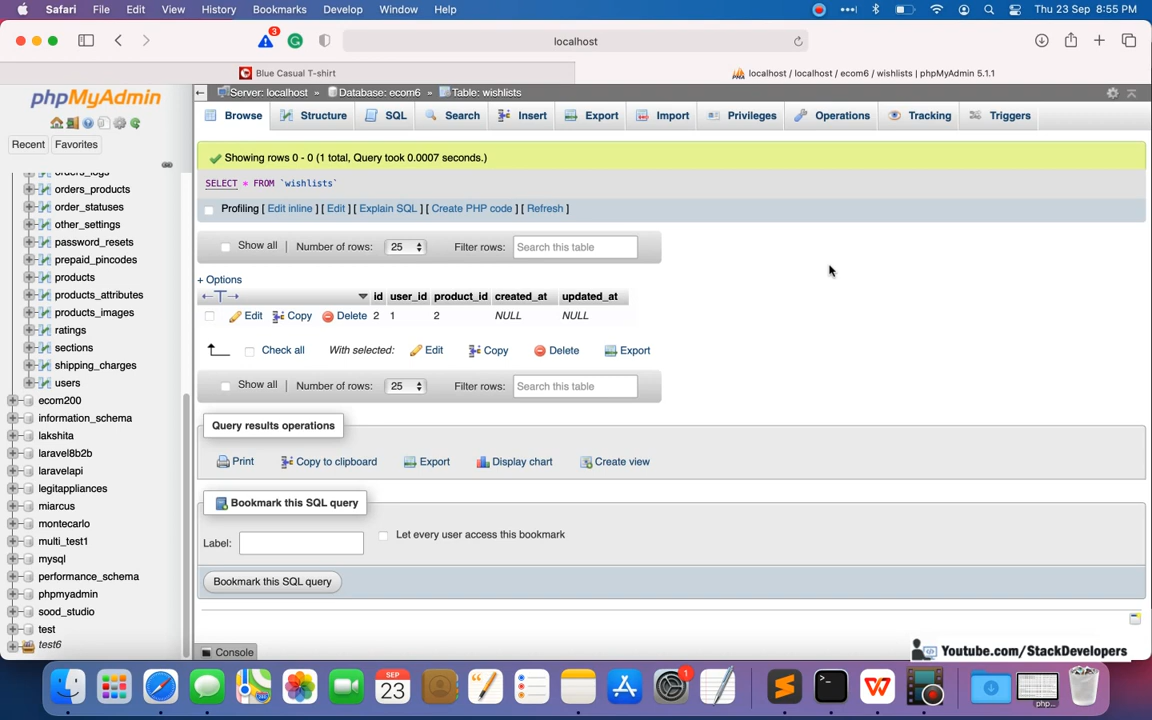 Safari File Edit View History Bookmarks Develop Window Help Thu 23 Sep 8:55 PM
3
localhost
Blue Casual T-shirt localhost / localhost / ecom6 / wishlists | phpMyAdmin 5.1.1
phpMyAdmin
Server: localhost » Database: ecom6 » Table: wishlists
Browse Structure SQL Search Insert Export Import Privileges Operations Tracking Triggers
Recent Favorites
Showing rows 0 - 0 (1 total, Query took 0.0007 seconds.)
SELECT * FROM `wishlists`
Profiling [ Edit inline ] [ Edit ] [ Explain SQL ] [ Create PHP code ] [ Refresh ]
Show all | Number of rows: 25 Filter rows: Search this table
+ Options
←T→ id user_id product_id created_at updated_at
Edit Copy Delete 2 1 2 NULL NULL
Check all With selected: Edit Copy Delete Export
Show all | Number of rows: 25 Filter rows: Search this table
Query results operations
Print Copy to clipboard Export Display chart Create view
Bookmark this SQL query
Label: Let every user access this bookmark
Bookmark this SQL query
Console
orders_logs
orders_products
order_statuses
other_settings
password_resets
prepaid_pincodes
products
products_attributes
products_images
ratings
sections
shipping_charges
users
ecom200
information_schema
lakshita
laravel8b2b
laravelapi
legitappliances
miarcus
montecarlo
multi_test1
mysql
performance_schema
phpmyadmin
sood_studio
test
test6
Youtube.com/StackDevelopers
SEP
23
1
php...